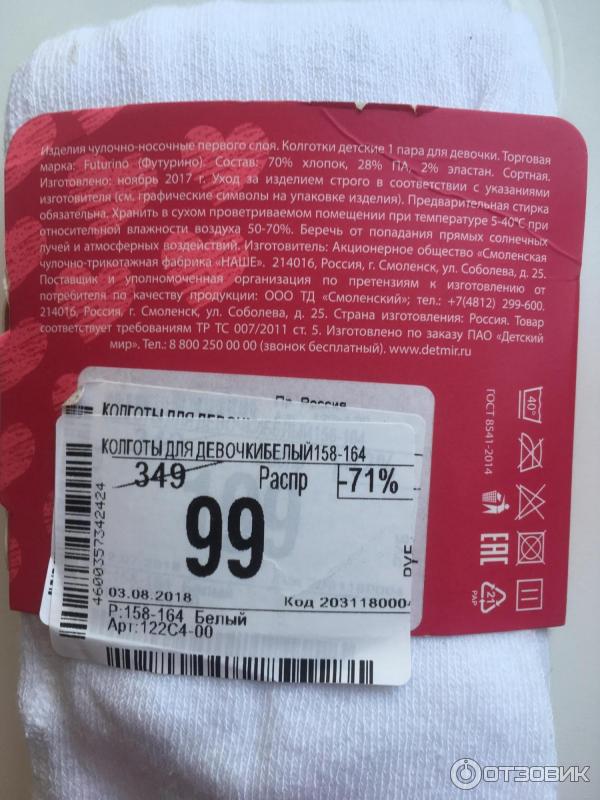 Изделия чулочно-носочные первого слоя. Колготки детские 1 пара для девочки. Торговая
марка: Futurino (Футурино). Состав: 70% хлопок, 28% ПА, 2% эластан. Сортная.
Изготовлено: ноябрь 2017 г. Уход за изделием строго в соответствии с указаниями
изготовителя (см. графические символы на упаковке изделия). Предварительная стирка
обязательна. Хранить в сухом проветриваемом помещении при температуре 5-40°С при
относительной влажности воздуха 50-70%. Беречь от попадания прямых солнечных
лучей и атмосферных воздействий. Изготовитель: Акционерное общество «Смоленская
чулочно-трикотажная фабрика «НАШЕ». 214016, Россия, г. Смоленск, ул. Соболева, д. 25.
Поставщик и уполномоченная организация по претензиям к изготовлению от
потребителя по качеству продукции: ООО ТД «Смоленский»; тел.: +7(4812) 299-600.
214016, Россия, г. Смоленск, ул. Соболева, д. 25. Страна изготовления: Россия. Товар
соответствует требованиям ТР ТС 007/2011 ст. 5. Изготовлено по заказу ПАО «Детский
мир». Тел.: 8 800 250 00 00 (звонок бесплатный). www.detmir.ru
40°
ГОСТ 8541-2014
EAC
21
PAP
Россия
КОЛГОТЫ ДЛЯ
КОЛГОТЫ ДЛЯ ДЕВОЧКИБЕЛЫЙ158-164
349 Распр -71%
99
РУБ
4600357342424
03.08.2018 Код 2031180004
Р:158-164 Белый
Арт:122С4-00
ОТЗОВИК